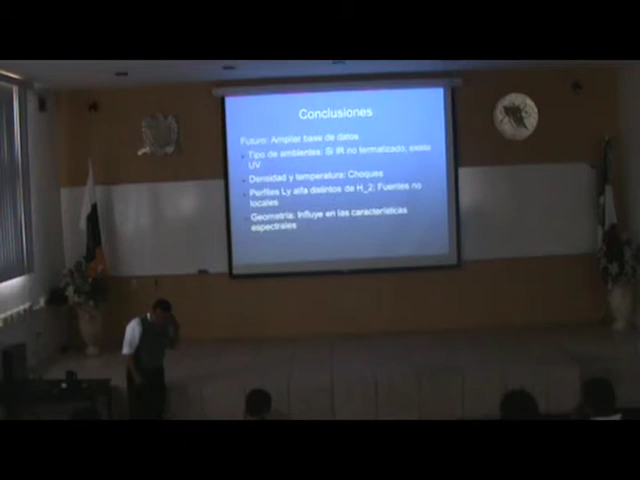 Conclusiones
Futuro: Ampliar base de datos
Tipo de ambientes: Si IR no termalizado, existe
UV
Densidad y temperatura: Choques
Perfiles Ly alfa distintos de H_2: Fuentes no
locales
Geometría: Influye en las características
espectrales